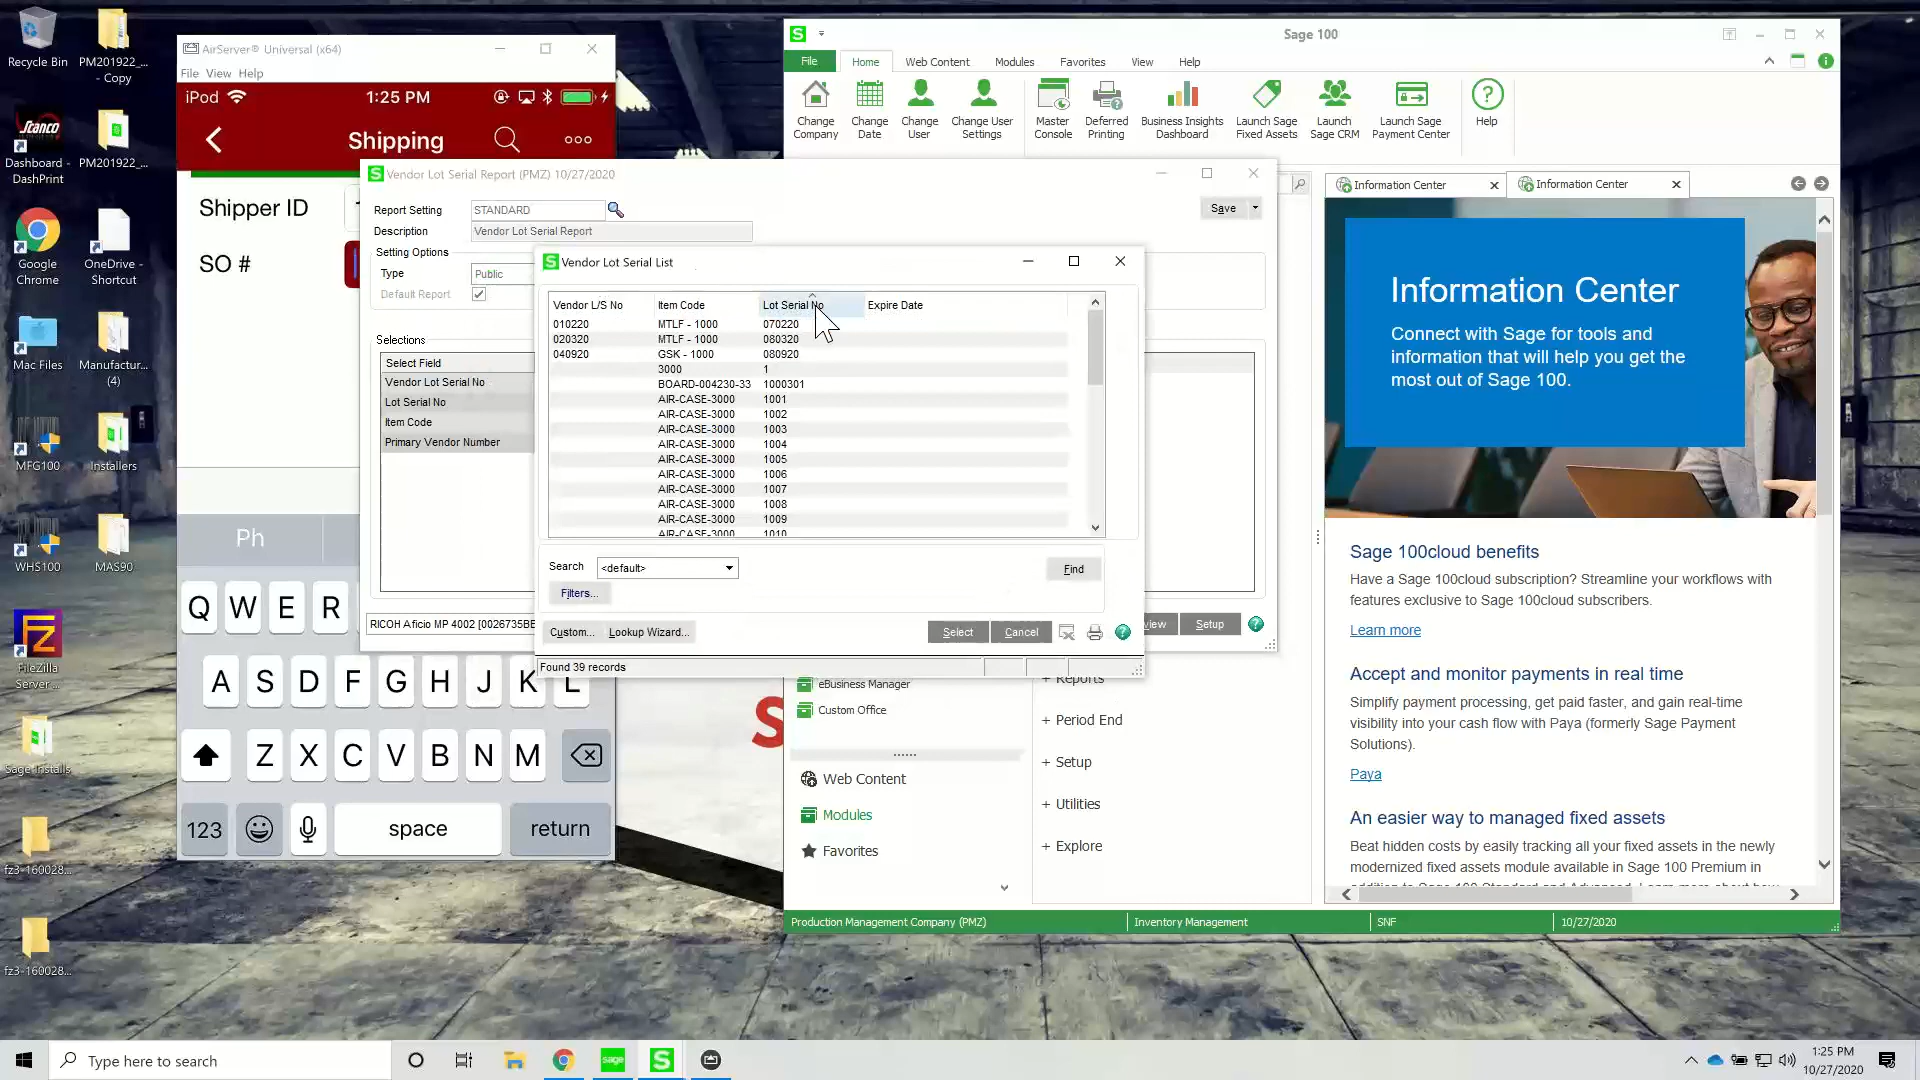 Recycle Bin
PM201922_...
- Copy
Scanco
Dashboard -
DashPrint
PM201922_...
Google
Chrome
OneDrive -
Shortcut
Mac Files
Manufactur...
(4)
MFG100
Installers
WHS100
MAS90
FileZilla
Server ...
Sage Installs
fz3-160028...
fz3-160028...
AirServer® Universal (x64)
File View Help
iPod
1:25 PM
Shipping
Shipper ID
SO #
Ph
Q W E R
A S D F G H J K L
Z X C V B N M
123
space
return
Vendor Lot Serial Report (PMZ) 10/27/2020
Report Setting
STANDARD
Save
Description
Vendor Lot Serial Report
Setting Options
Type
Public
Default Report
Selections
Select Field
Vendor Lot Serial No
Lot Serial No
Item Code
Primary Vendor Number
RICOH Aficio MP 4002 [0026735BE
view
Setup
Vendor Lot Serial List
Vendor L/S No Item Code Lot Serial No Expire Date
010220 MTLF - 1000 070220
020320 MTLF - 1000 080320
040920 GSK - 1000 080920
3000 1
BOARD-004230-33 1000301
AIR-CASE-3000 1001
AIR-CASE-3000 1002
AIR-CASE-3000 1003
AIR-CASE-3000 1004
AIR-CASE-3000 1005
AIR-CASE-3000 1006
AIR-CASE-3000 1007
AIR-CASE-3000 1008
AIR-CASE-3000 1009
AIR-CASE-3000 1010
Search
<default>
Find
Filters...
Custom...
Lookup Wizard...
Select
Cancel
Found 39 records
Sage 100
File Home Web Content Modules Favorites View Help
Change
Company
Change
Date
Change
User
Change User
Settings
Master
Console
Deferred
Printing
Business Insights
Dashboard
Launch Sage
Fixed Assets
Launch
Sage CRM
Launch Sage
Payment Center
Help
Information Center
Information Center
Information Center
Connect with Sage for tools and
information that will help you get the
most out of Sage 100.
Sage 100cloud benefits
Have a Sage 100cloud subscription? Streamline your workflows with
features exclusive to Sage 100cloud subscribers.
Learn more
Accept and monitor payments in real time
Simplify payment processing, get paid faster, and gain real-time
visibility into your cash flow with Paya (formerly Sage Payment
Solutions).
Paya
An easier way to managed fixed assets
Beat hidden costs by easily tracking all your fixed assets in the newly
modernized fixed assets module available in Sage 100 Premium in
eBusiness Manager
Custom Office
Web Content
Modules
Favorites
+ Reports
+ Period End
+ Setup
+ Utilities
+ Explore
Production Management Company (PMZ)
Inventory Management
SNF
10/27/2020
Type here to search
sage
1:25 PM
10/27/2020